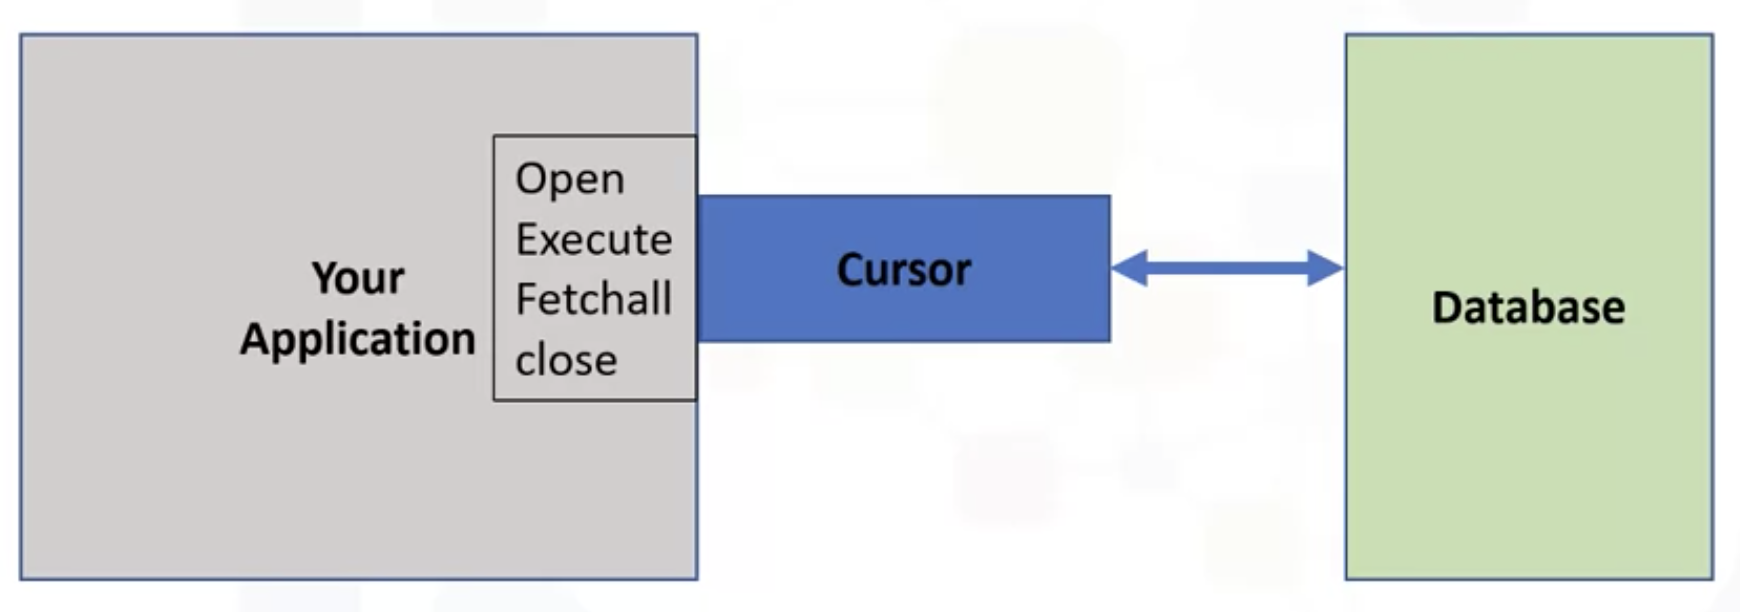 Your
Application
Open
Execute
Fetchall
close
Cursor
Database